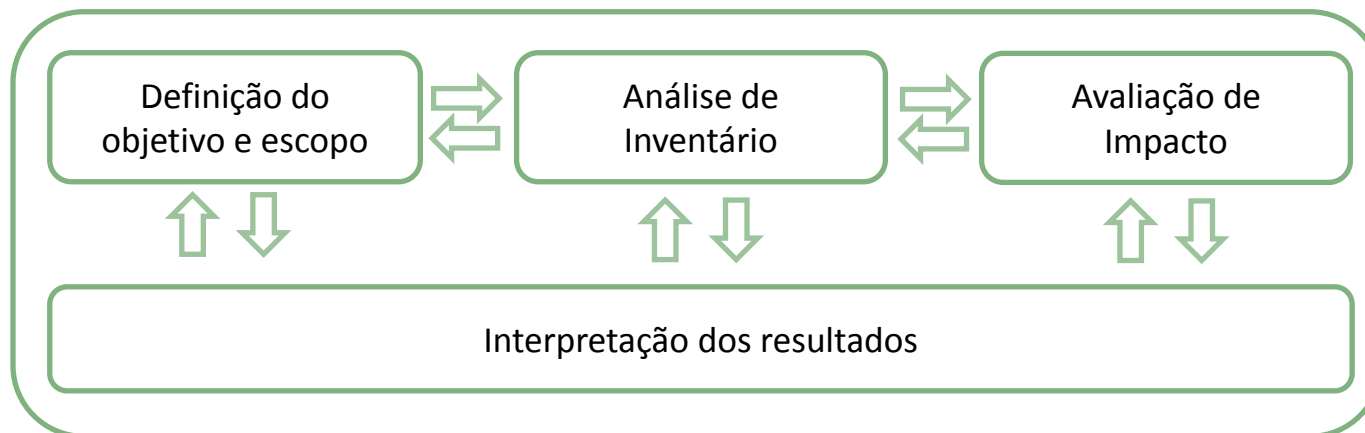 Definição do
objetivo e escopo
Análise de
Inventário
Avaliação de
Impacto
Interpretação dos resultados